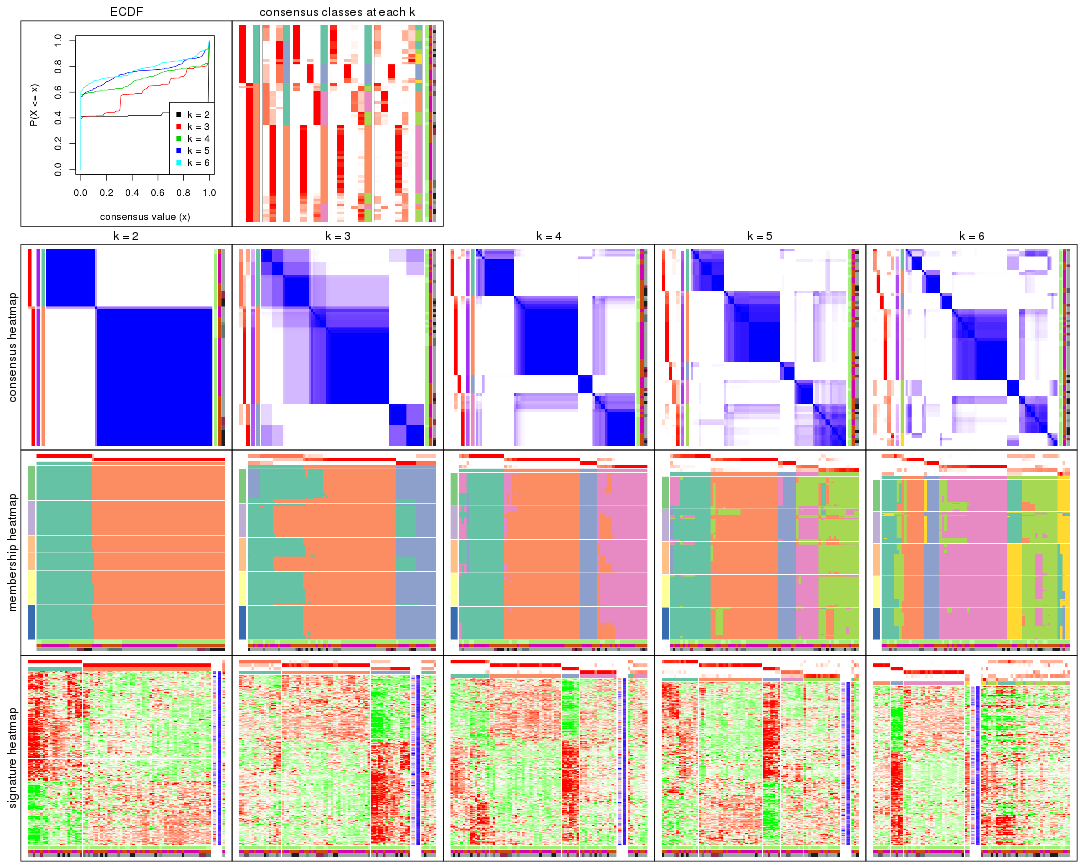 ECDF
consensus classes at each k
P(X <= x)
1.0
0.8
0.6
0.4
0.2
0.0
k = 2
k = 3
k = 4
k = 5
k = 6
0.0 0.2 0.4 0.6 0.8 1.0
consensus value (x)
k = 2
k = 3
k = 4
k = 5
k = 6
consensus heatmap
membership heatmap
signature heatmap